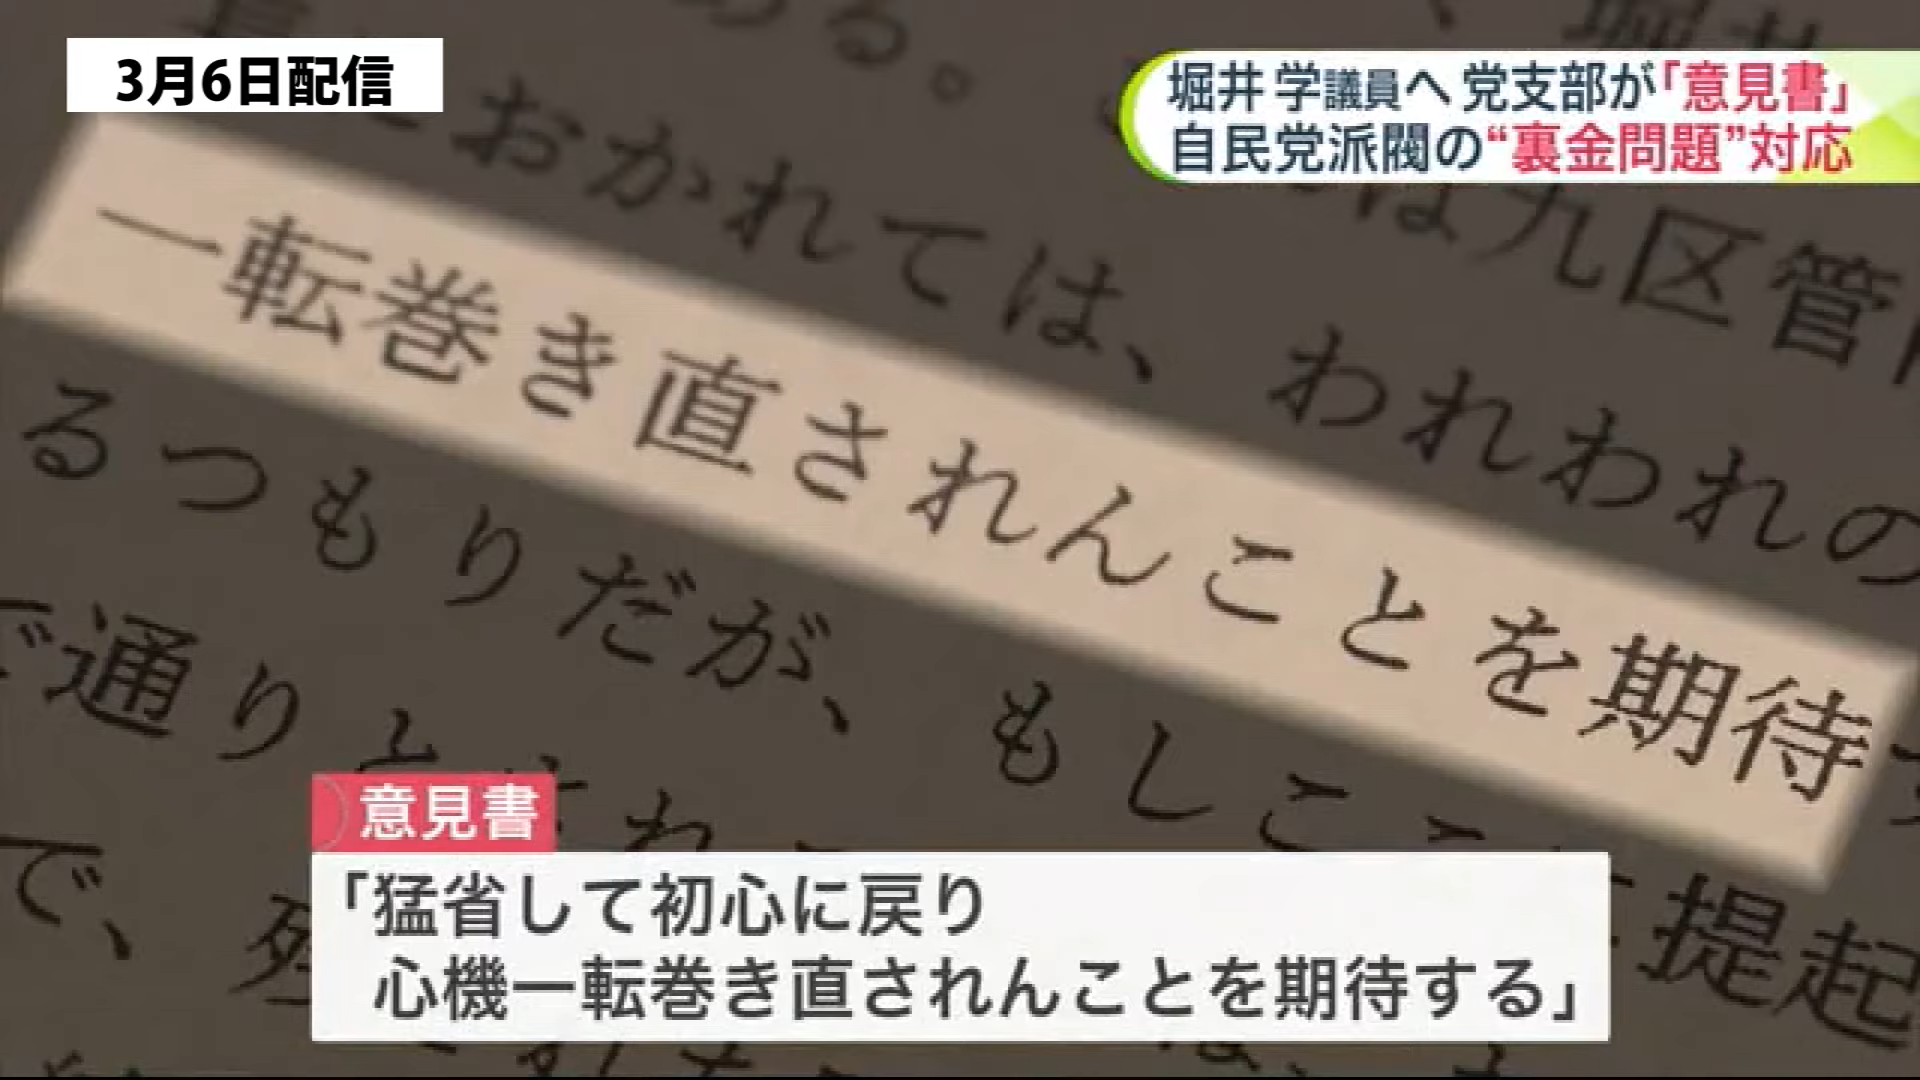 3月6日配信
堀井 学議員へ 党支部が「意見書」
自民党派閥の“裏金問題”対応
は九区管
おかれては、われわれの
一転巻き直されんことを期待
るつもりだが、もしここ
提起
で通りと
で、
意見書
「猛省して初心に戻り
心機一転巻き直されんことを期待する」